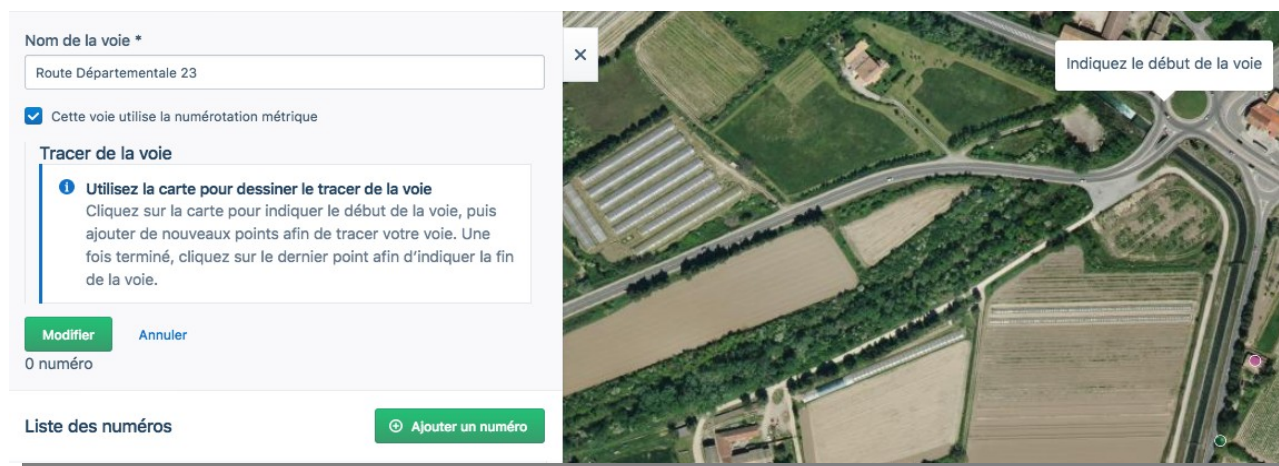 Nom de la voie *
Route Départementale 23
Cette voie utilise la numérotation métrique
Tracer de la voie
Utilisez la carte pour dessiner le tracer de la voie
Cliquez sur la carte pour indiquer le début de la voie, puis
ajouter de nouveaux points afin de tracer votre voie. Une
fois terminé, cliquez sur le dernier point afin d’indiquer la fin
de la voie.
Modifier Annuler
0 numéro
Liste des numéros
Ajouter un numéro
Indiquez le début de la voie